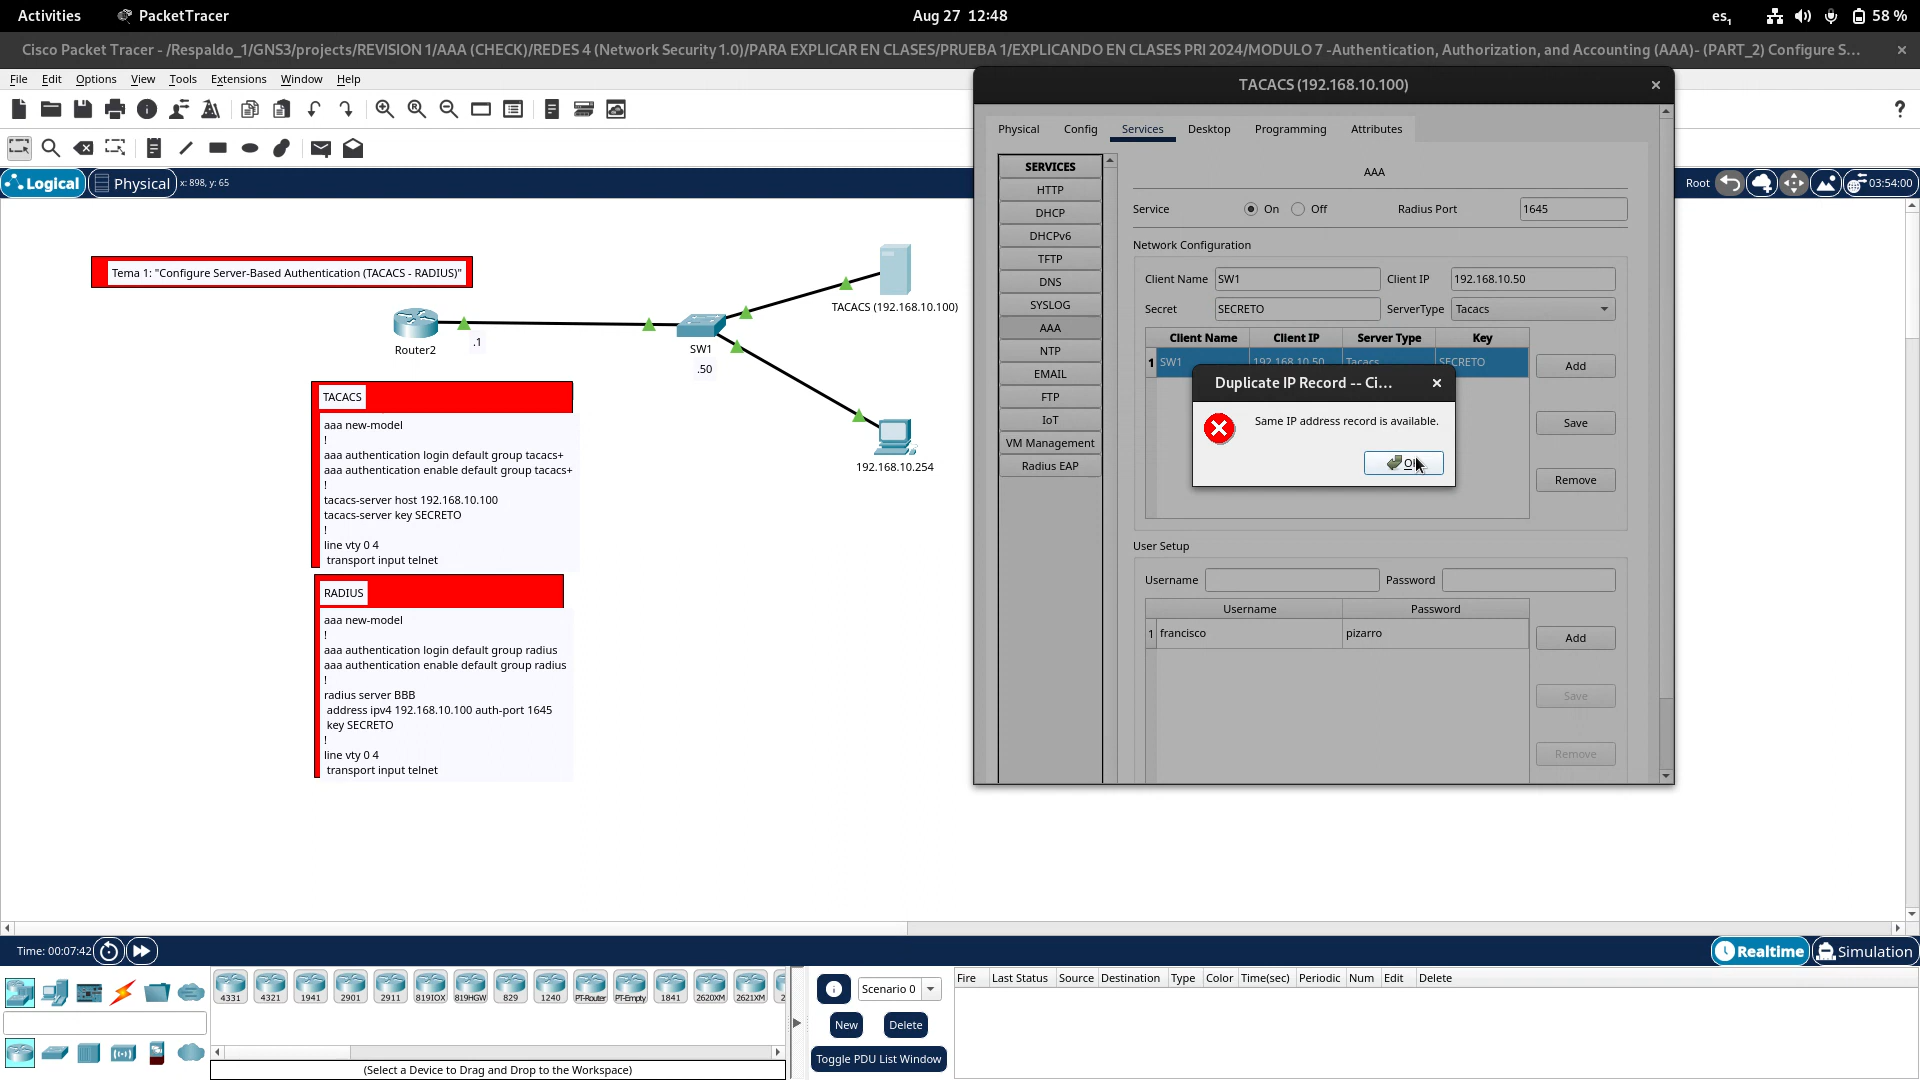 Activities
PacketTracer
Aug 27 12:48
es1
58 %
Cisco Packet Tracer - /Respaldo_1/GNS3/projects/REVISION 1/AAA (CHECK)/REDES 4 (Network Security 1.0)/PARA EXPLICAR EN CLASES/PRUEBA 1/EXPLICANDO EN CLASES PRI 2024/MODULO 7 -Authentication, Authorization, and Accounting (AAA)- (PART_2) Configure S...
File Edit Options View Tools Extensions Window Help
Logical
Physical
x: 898, y: 65
Root
03:54:00
Tema 1: "Configure Server-Based Authentication (TACACS - RADIUS)"
TACACS (192.168.10.100)
Router2
.1
SW1
.50
192.168.10.254
TACACS
aaa new-model
!
aaa authentication login default group tacacs+
aaa authentication enable default group tacacs+
!
tacacs-server host 192.168.10.100
tacacs-server key SECRETO
!
line vty 0 4
transport input telnet
RADIUS
aaa new-model
!
aaa authentication login default group radius
aaa authentication enable default group radius
!
radius server BBB
address ipv4 192.168.10.100 auth-port 1645
key SECRETO
!
line vty 0 4
transport input telnet
TACACS (192.168.10.100)
Physical Config Services Desktop Programming Attributes
SERVICES
HTTP
DHCP
DHCPv6
TFTP
DNS
SYSLOG
AAA
NTP
EMAIL
FTP
IoT
VM Management
Radius EAP
AAA
Service On Off Radius Port 1645
Network Configuration
Client Name SW1 Client IP 192.168.10.50
Secret SECRETO ServerType Tacacs
Client Name Client IP Server Type Key
1 SW1 192.168.10.50 Tacacs SECRETO
Add
Save
Remove
Duplicate IP Record -- Ci...
Same IP address record is available.
User Setup
Username Password
Username Password
1 francisco pizarro
Add
Save
Remove
Time: 00:07:42
Realtime
Simulation
4331 4321 1941 2901 2911 819IOX 819HGW 829 1240 PT-Router PT-Empty 1841 2620XM 2621XM 2
(Select a Device to Drag and Drop to the Workspace)
Scenario 0
New
Delete
Toggle PDU List Window
Fire Last Status Source Destination Type Color Time(sec) Periodic Num Edit Delete